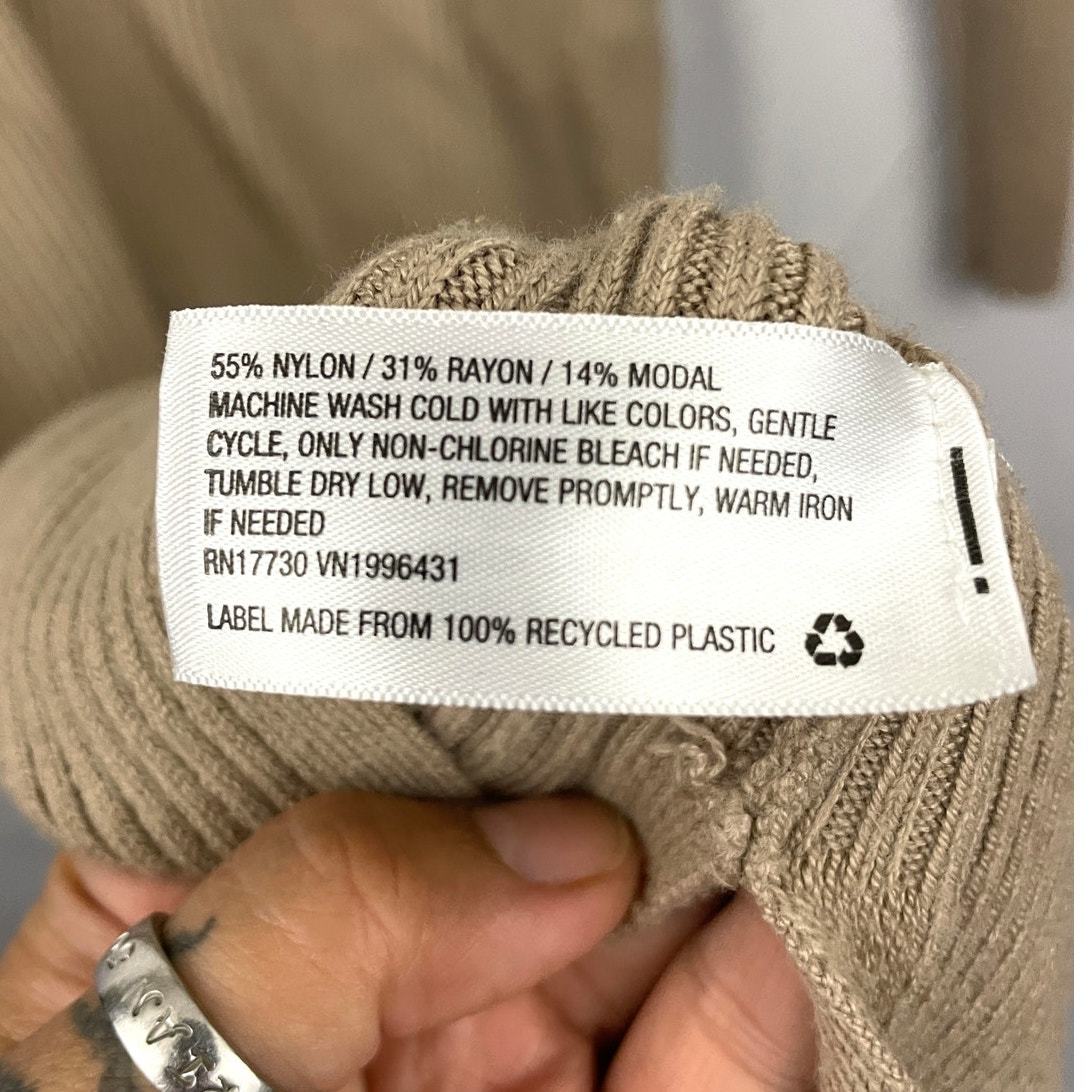 55% NYLON / 31% RAYON / 14% MODAL
MACHINE WASH COLD WITH LIKE COLORS, GENTLE
CYCLE, ONLY NON-CHLORINE BLEACH IF NEEDED,
TUMBLE DRY LOW, REMOVE PROMPTLY, WARM IRON
IF NEEDED
RN17730 VN1996431
LABEL MADE FROM 100% RECYCLED PLASTIC